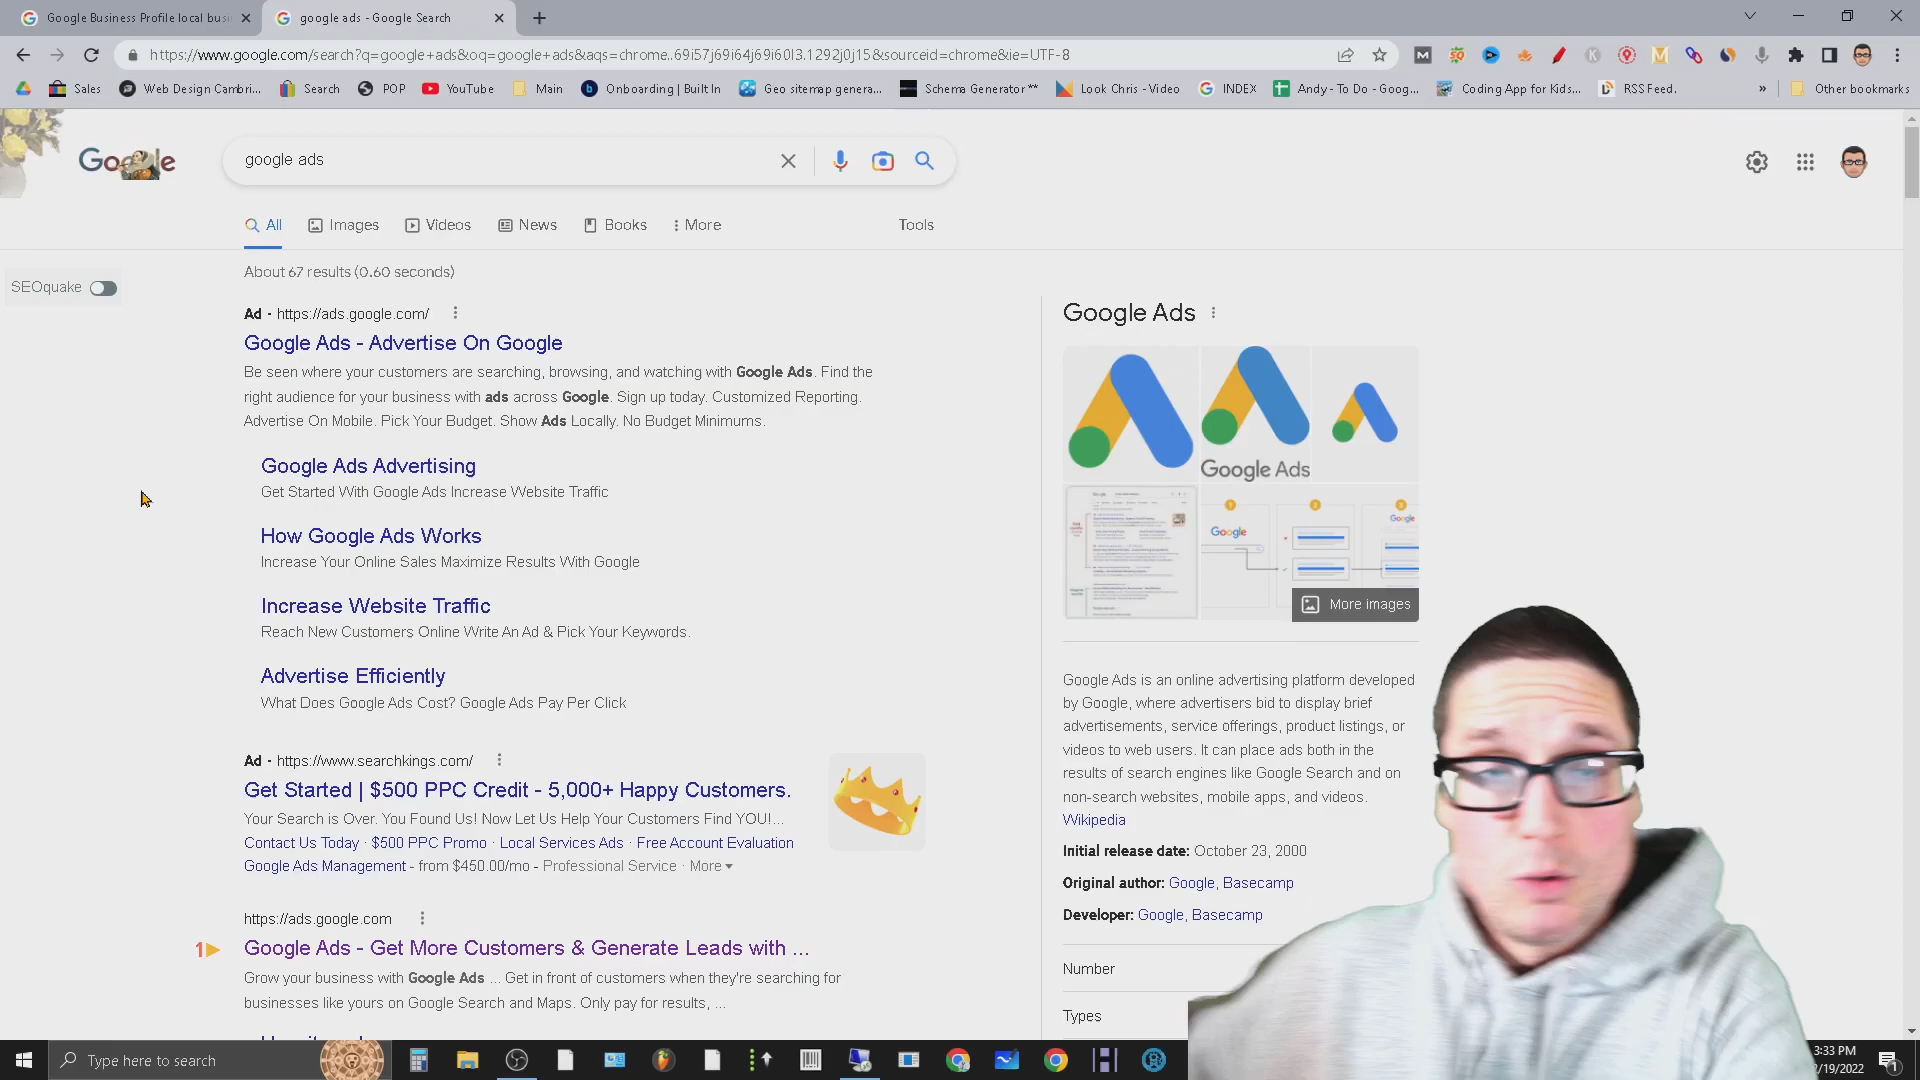 Google Business Profile local busi
google ads - Google Search
https://www.google.com/search?q=google+ads&oq=google+ads&aqs=chrome..69i57j69i64j69i60l3.1292j0j15&sourceid=chrome&ie=UTF-8
Sales
Web Design Cambri...
Search
POP
YouTube
Main
Onboarding | Built In
Geo sitemap genera...
Schema Generator **
Look Chris - Video
INDEX
Andy - To Do - Goog...
Coding App for Kids...
RSS Feed.
»
Other bookmarks
Google
google ads
All
Images
Videos
News
Books
More
Tools
SEOquake
About 67 results (0.60 seconds)
Ad · https://ads.google.com/
Google Ads - Advertise On Google
Be seen where your customers are searching, browsing, and watching with Google Ads. Find the
right audience for your business with ads across Google. Sign up today. Customized Reporting.
Advertise On Mobile. Pick Your Budget. Show Ads Locally. No Budget Minimums.
Google Ads Advertising
Get Started With Google Ads Increase Website Traffic
How Google Ads Works
Increase Your Online Sales Maximize Results With Google
Increase Website Traffic
Reach New Customers Online Write An Ad & Pick Your Keywords.
Advertise Efficiently
What Does Google Ads Cost? Google Ads Pay Per Click
Ad · https://www.searchkings.com/
Get Started | $500 PPC Credit - 5,000+ Happy Customers.
Your Search is Over. You Found Us! Now Let Us Help Your Customers Find YOU!...
Contact Us Today · $500 PPC Promo · Local Services Ads · Free Account Evaluation
Google Ads Management - from $450.00/mo - Professional Service · More
https://ads.google.com
1
Google Ads - Get More Customers & Generate Leads with ...
Grow your business with Google Ads ... Get in front of customers when they're searching for
businesses like yours on Google Search and Maps. Only pay for results, ...
Google Ads
Google Ads
1
2
3
Google
Google
More images
Google Ads is an online advertising platform developed
by Google, where advertisers bid to display brief
advertisements, service offerings, product listings, or
videos to web users. It can place ads both in the
results of search engines like Google Search and on
non-search websites, mobile apps, and videos.
Wikipedia
Initial release date: October 23, 2000
Original author: Google, Basecamp
Developer: Google, Basecamp
Number
Types
Type here to search
3:33 PM
/19/2022
1